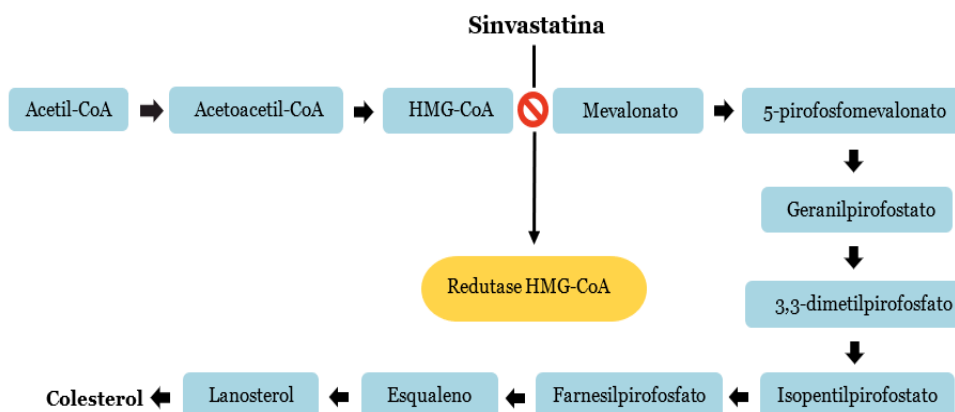 Sinvastatina
Acetil-CoA
Acetoacetil-CoA
HMG-CoA
Mevalonato
5-pirofosfomevalonato
Geranilpirofostato
Redutase HMG-CoA
3,3-dimetilpirofosfato
Colesterol
Lanosterol
Esqualeno
Farnesilpirofosfato
Isopentilpirofostato